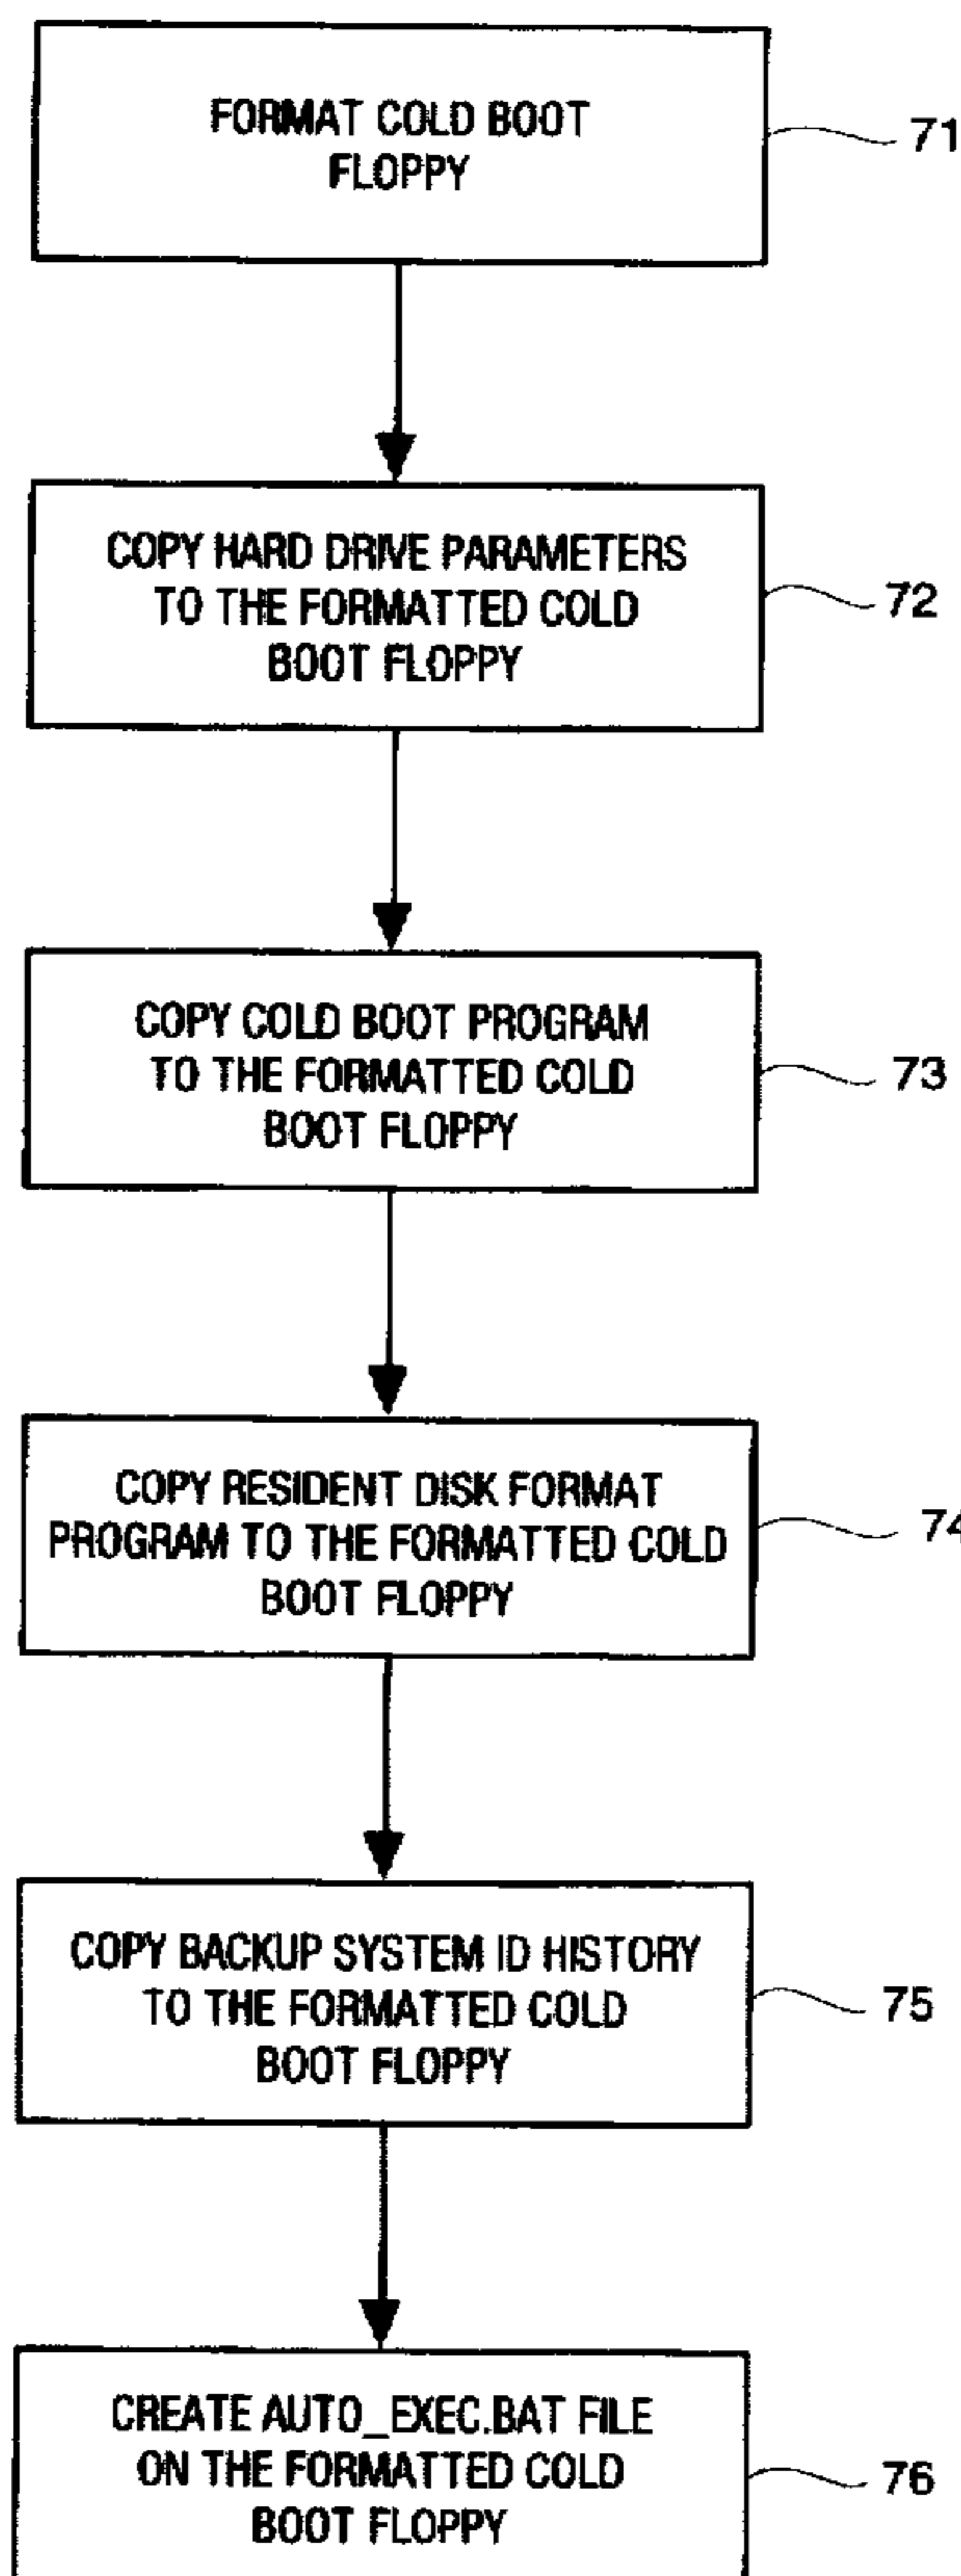 FORMAT COLD BOOT
FLOPPY
71
COPY HARD DRIVE PARAMETERS
TO THE FORMATTED COLD
BOOT FLOPPY
72
COPY COLD BOOT PROGRAM
TO THE FORMATTED COLD
BOOT FLOPPY
73
COPY RESIDENT DISK FORMAT
PROGRAM TO THE FORMATTED COLD
BOOT FLOPPY
74
COPY BACKUP SYSTEM ID HISTORY
TO THE FORMATTED COLD
BOOT FLOPPY
75
CREATE AUTO_EXEC.BAT FILE
ON THE FORMATTED COLD
BOOT FLOPPY
76